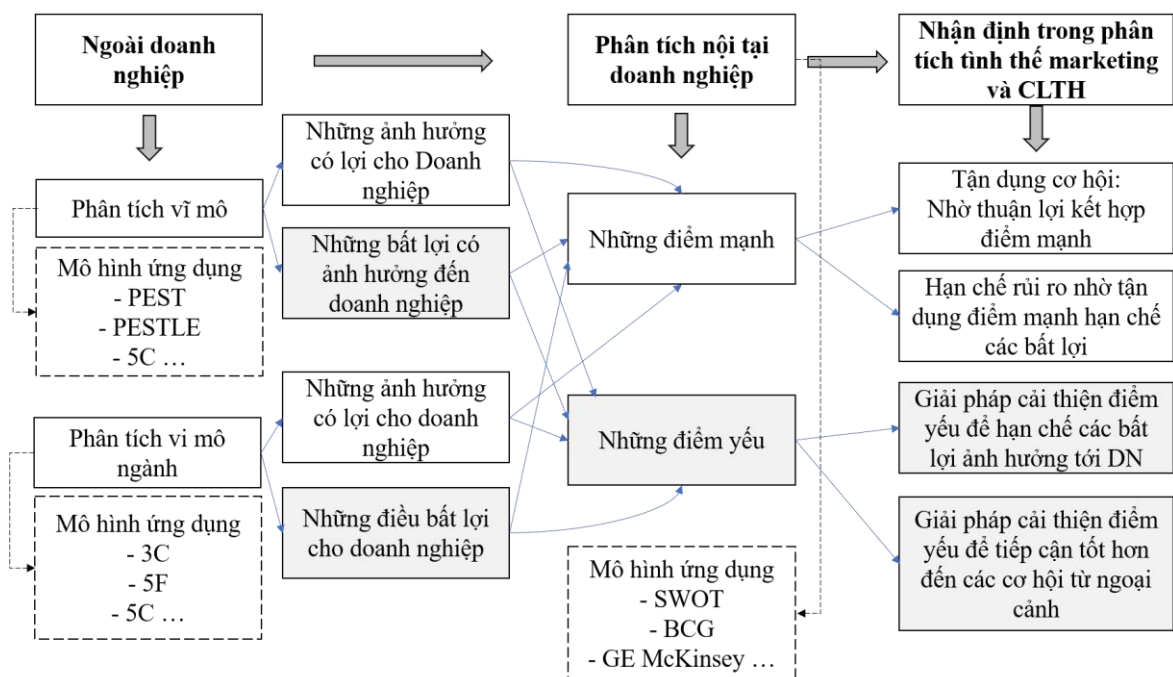 Ngoài doanh
nghiệp
Phân tích nội tại
doanh nghiệp
Nhận định trong phân
tích tình thế marketing
và CLTH
Phân tích vĩ mô
Mô hình ứng dụng
- PEST
- PESTLE
- 5C …
Phân tích vi mô
ngành
Mô hình ứng dụng
- 3C
- 5F
- 5C …
Những ảnh hưởng
có lợi cho Doanh
nghiệp
Những bất lợi có
ảnh hưởng đến
doanh nghiệp
Những ảnh hưởng
có lợi cho doanh
nghiệp
Những điều bất lợi
cho doanh nghiệp
Những điểm mạnh
Những điểm yếu
Mô hình ứng dụng
- SWOT
- BCG
- GE McKinsey …
Tận dụng cơ hội:
Nhờ thuận lợi kết hợp
điểm mạnh
Hạn chế rủi ro nhờ tận
dụng điểm mạnh hạn chế
các bất lợi
Giải pháp cải thiện điểm
yếu để hạn chế các bất
lợi ảnh hưởng tới DN
Giải pháp cải thiện điểm
yếu để tiếp cận tốt hơn
đến các cơ hội từ ngoại
cảnh